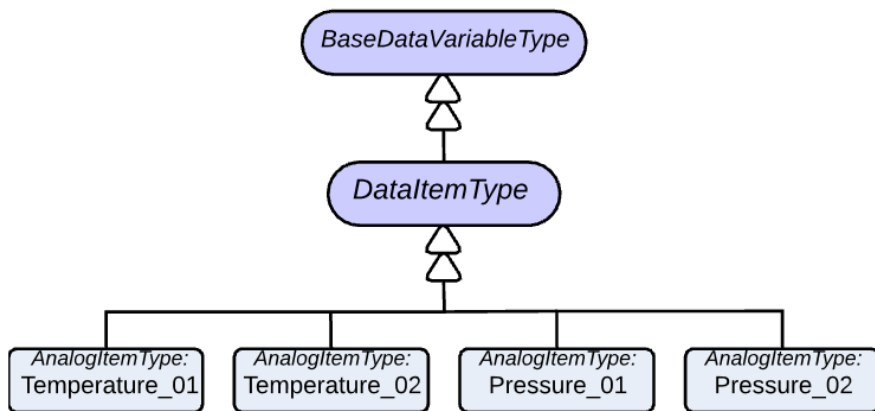 BaseDataVariableType
DataItemType
AnalogItemType:
Temperature_01
AnalogItemType:
Temperature_02
AnalogItemType:
Pressure_01
AnalogItemType:
Pressure_02